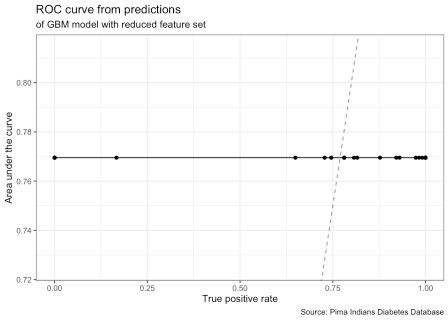 ROC curve from predictions
of GBM model with reduced feature set
0.80
0.78
0.76
0.74
0.72
Area under the curve
0.00 0.25 0.50 0.75 1.00
True positive rate
Source: Pima Indians Diabetes Database